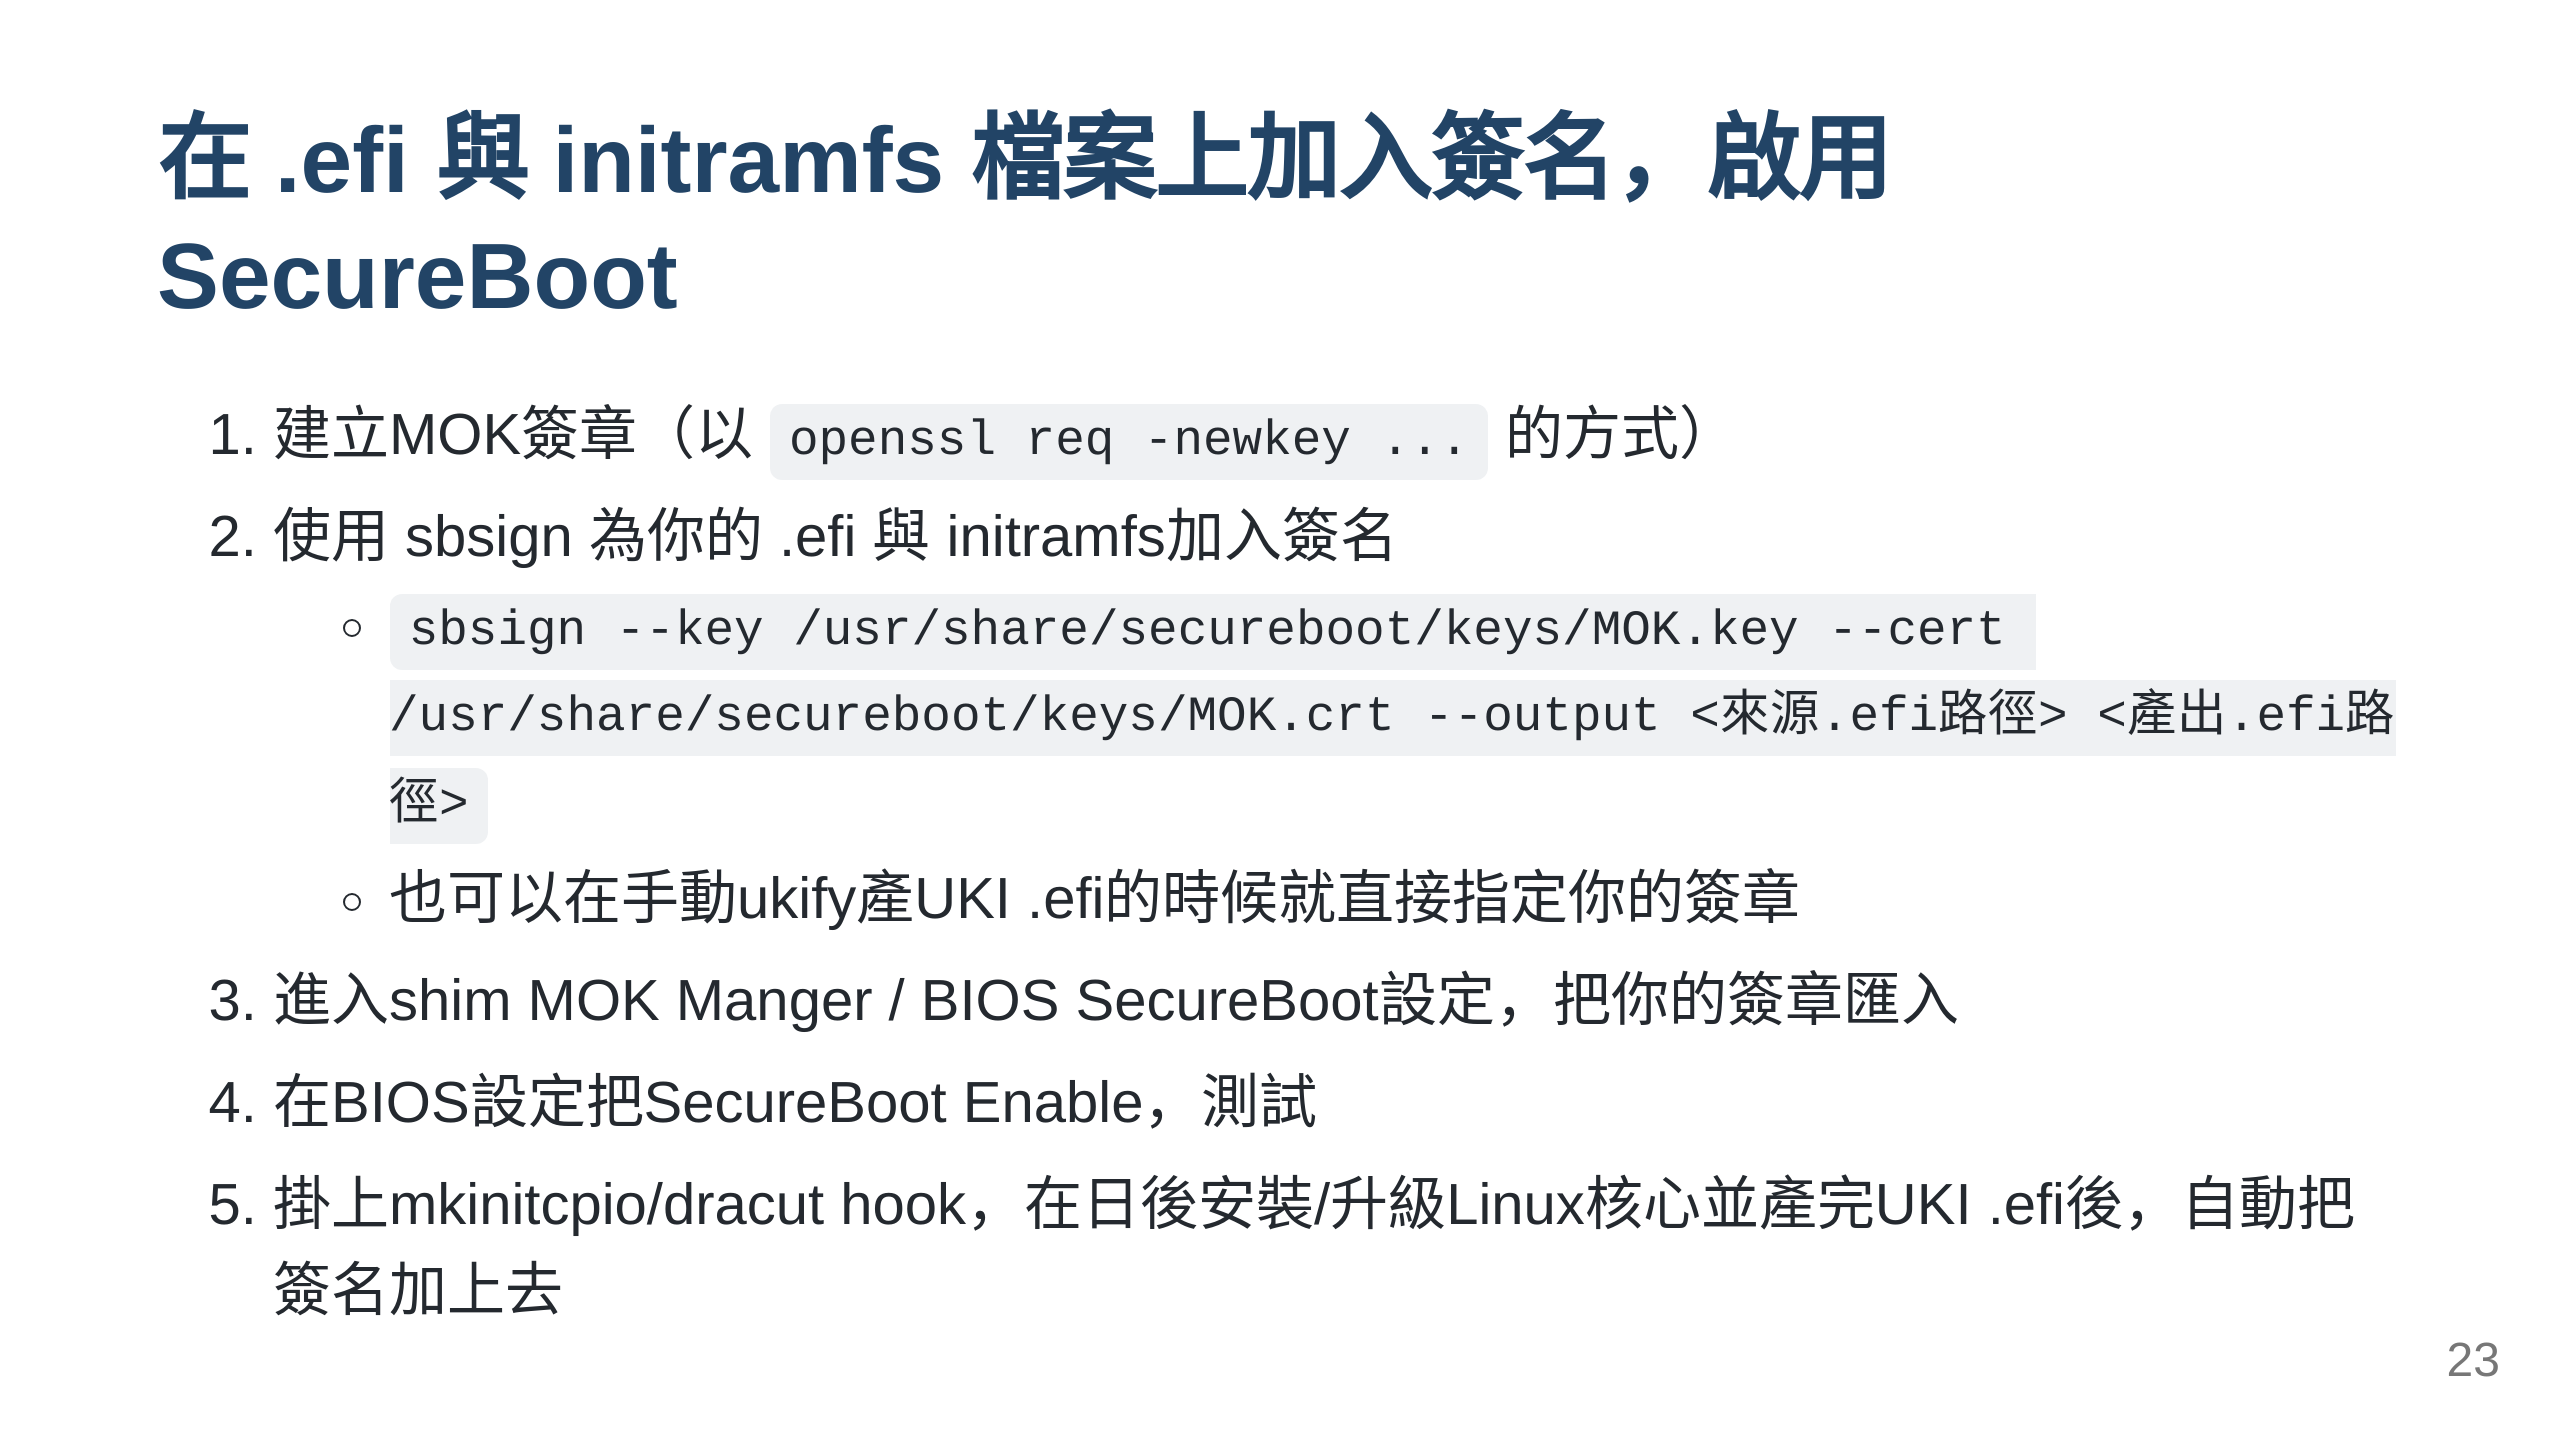 在 .efi 與 initramfs 檔案上加入簽名，啟用
SecureBoot
1. 建立MOK簽章（以 openssl req -newkey ... 的方式）
2. 使用 sbsign 為你的 .efi 與 initramfs加入簽名
sbsign --key /usr/share/secureboot/keys/MOK.key --cert
/usr/share/secureboot/keys/MOK.crt --output <來源.efi路徑> <產出.efi路
徑>
也可以在手動ukify產UKI .efi的時候就直接指定你的簽章
3. 進入shim MOK Manger / BIOS SecureBoot設定，把你的簽章匯入
4. 在BIOS設定把SecureBoot Enable，測試
5. 掛上mkinitcpio/dracut hook，在日後安裝/升級Linux核心並產完UKI .efi後，自動把
簽名加上去
23